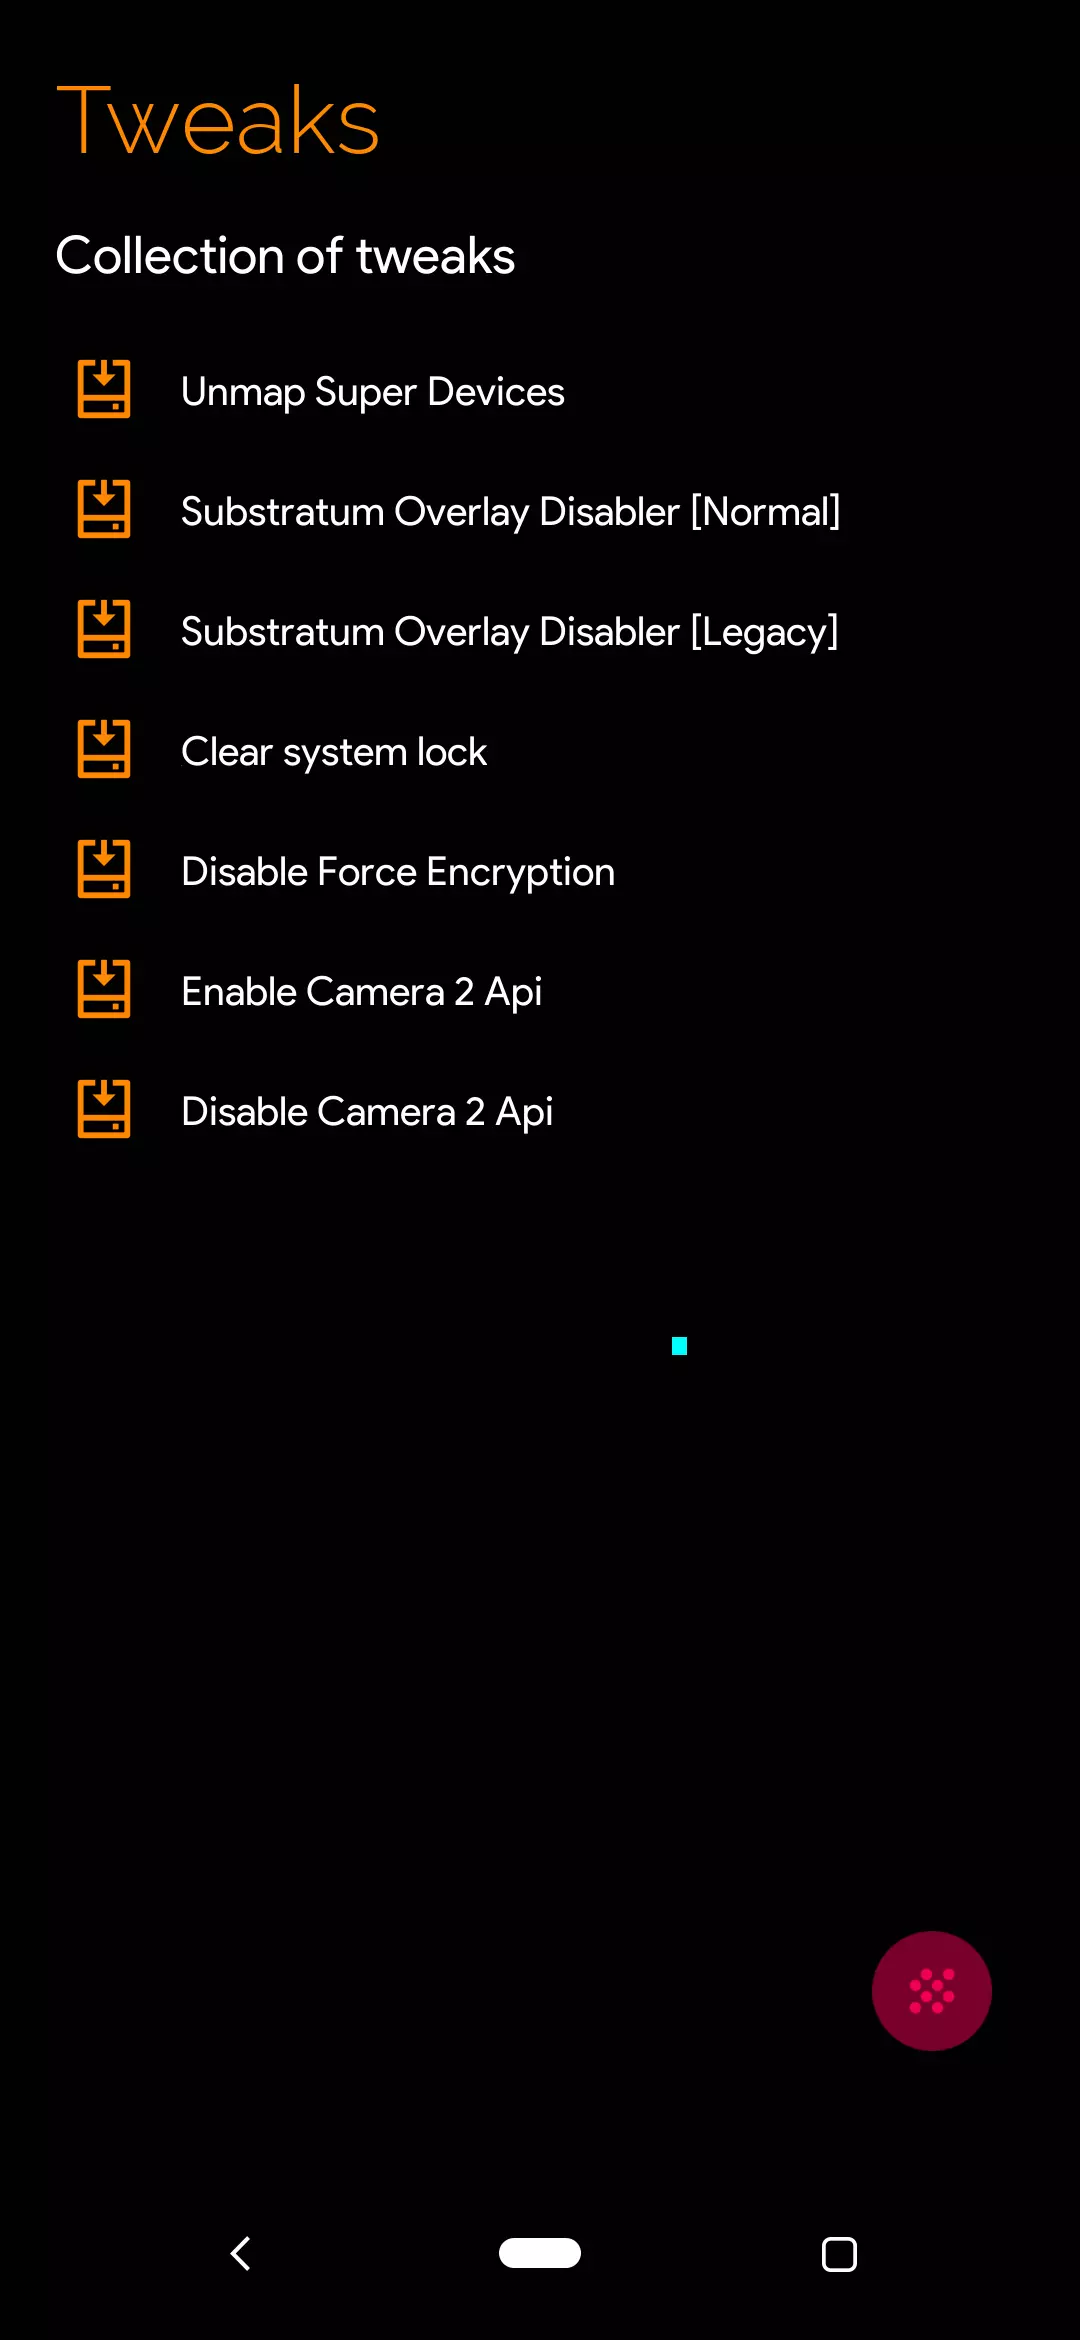 Tweaks
Collection of tweaks
Unmap Super Devices
Substratum Overlay Disabler [Normal]
Substratum Overlay Disabler [Legacy]
Clear system lock
Disable Force Encryption
Enable Camera 2 Api
Disable Camera 2 Api